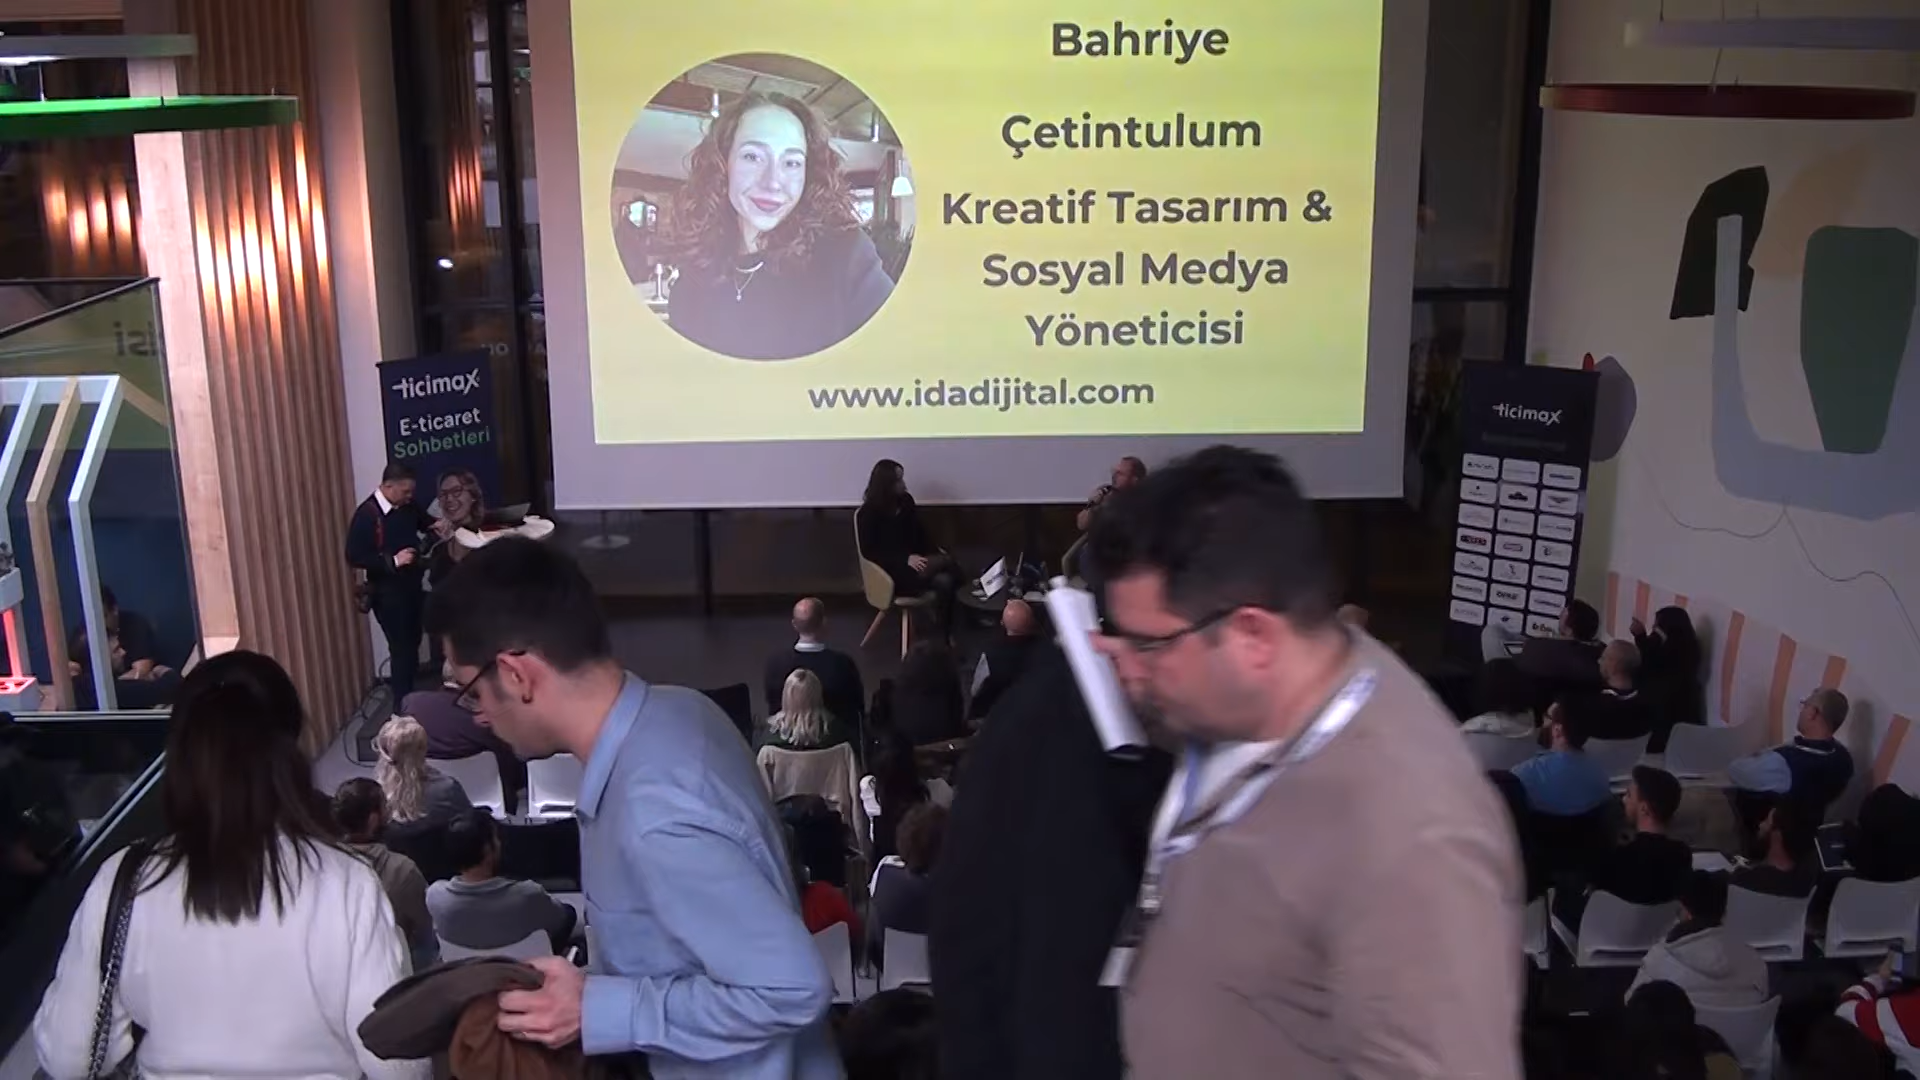 Bahriye
Çetintulum
Kreatif Tasarım &
Sosyal Medya
Yöneticisi
www.idadijital.com
ticimax
E-ticaret
Sohbetleri
ticimax